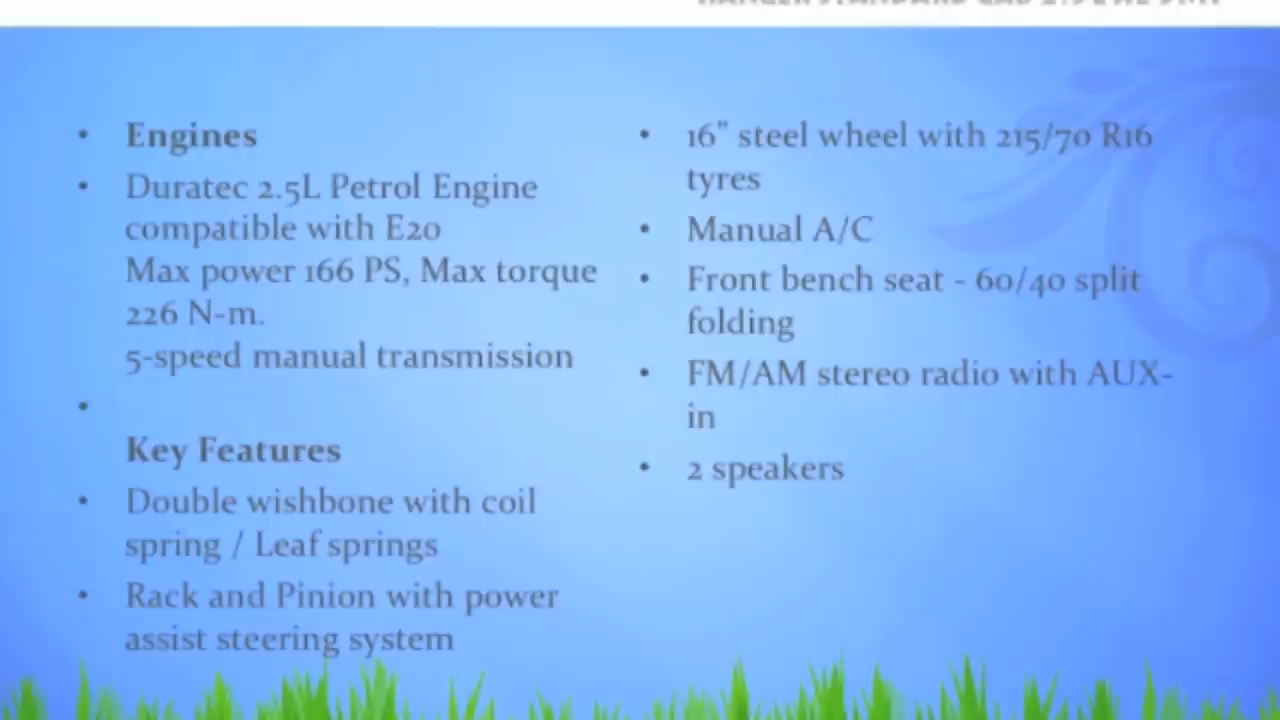 Engines
Duratec 2.5L Petrol Engine
compatible with E20
Max power 166 PS, Max torque
226 N-m.
5-speed manual transmission
Key Features
Double wishbone with coil
spring / Leaf springs
Rack and Pinion with power
assist steering system
16" steel wheel with 215/70 R16
tyres
Manual A/C
Front bench seat - 60/40 split
folding
FM/AM stereo radio with AUX-
in
2 speakers